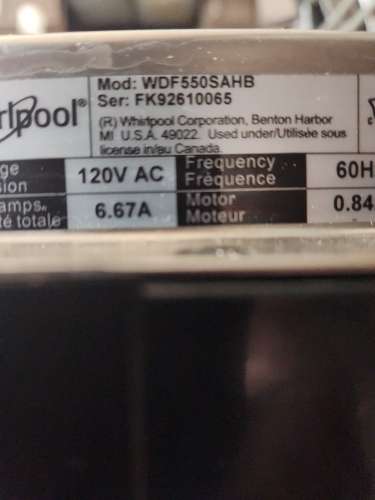 Mod: WDF550SAHB
Ser: FK92610065
rlpool®
(R) Whirlpool Corporation, Benton Harbor
MI U.S.A. 49022. Used under/Utilisée sous
license in/au Canada.
ge
sion
120V AC
Frequency
Fréquence
60H
amps.
té totale
6.67A
Motor
Moteur
0.84